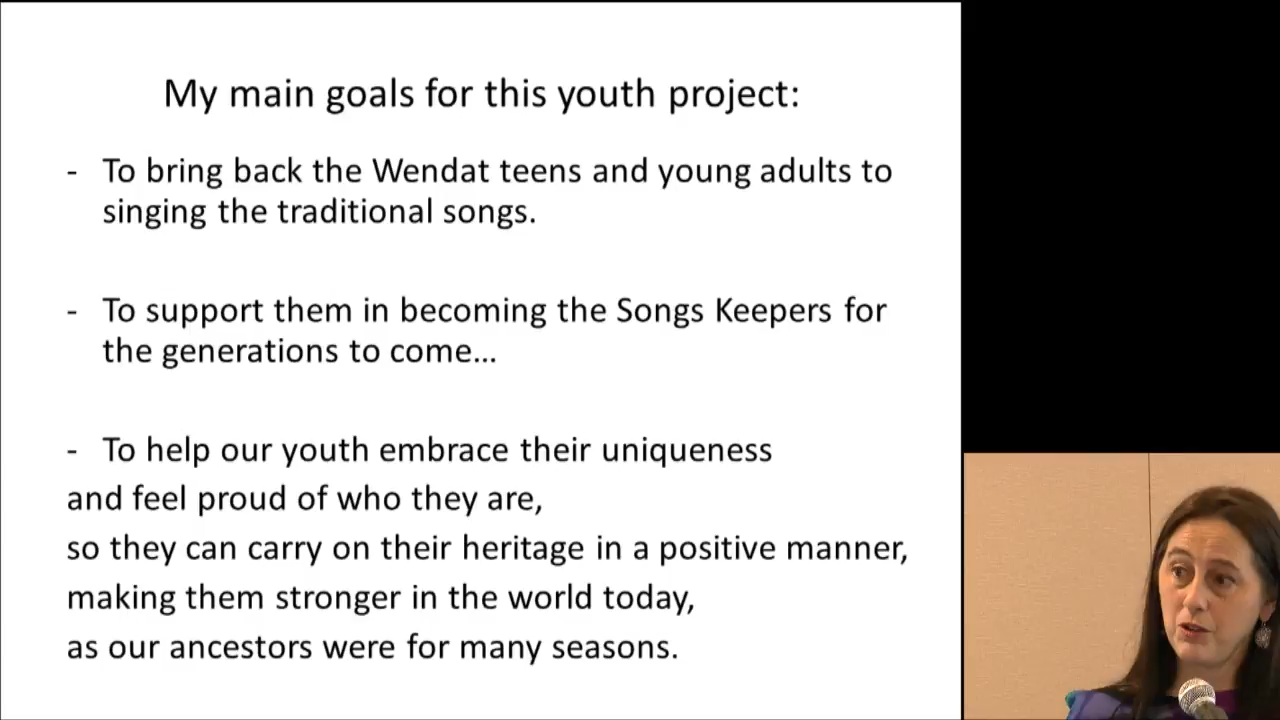 My main goals for this youth project:
- To bring back the Wendat teens and young adults to
singing the traditional songs.
- To support them in becoming the Songs Keepers for
the generations to come...
- To help our youth embrace their uniqueness
and feel proud of who they are,
so they can carry on their heritage in a positive manner,
making them stronger in the world today,
as our ancestors were for many seasons.